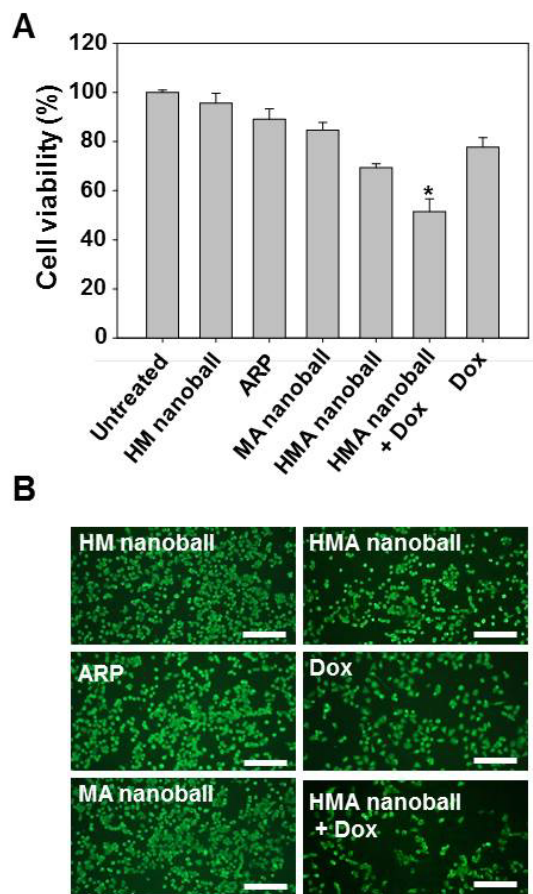 A
120
100
80
60
40
20
0
Cell viability (%)
*
Untreated
HM nanoball
ARP
MA nanoball
HMA nanoball
HMA nanoball
+ Dox
Dox
B
HM nanoball
HMA nanoball
ARP
Dox
MA nanoball
HMA nanoball
+ Dox